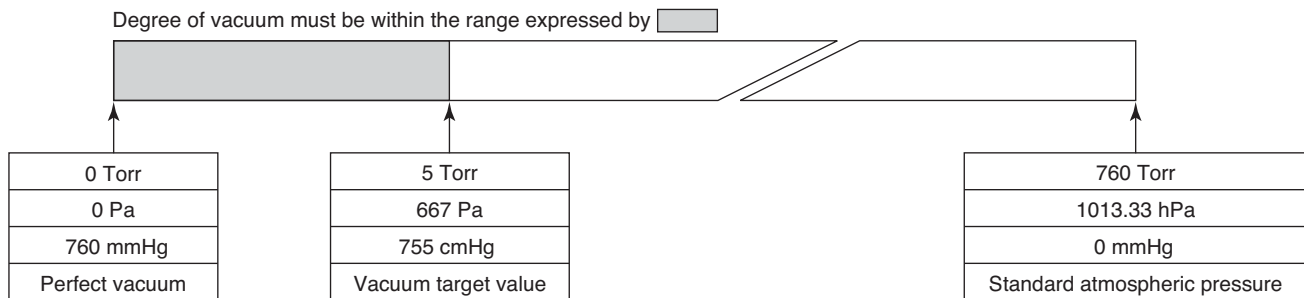 Degree of vacuum must be within the range expressed by
0 Torr
0 Pa
760 mmHg
Perfect vacuum
5 Torr
667 Pa
755 cmHg
Vacuum target value
760 Torr
1013.33 hPa
0 mmHg
Standard atmospheric pressure